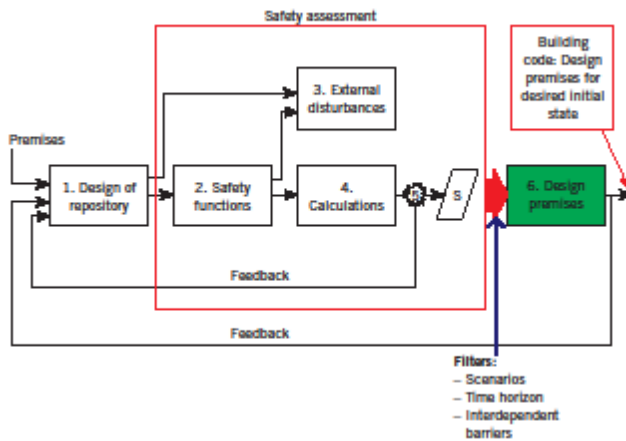 Safety assessment
Building
code: Design
premises for
desired initial
state
3. External
disturbances
Premises
1. Design of
repository
2. Safety
functions
4.
Calculations
S
6. Design
premises
Feedback
Feedback
Filters:
– Scenarios
– Time horizon
– Interdependent
barriers